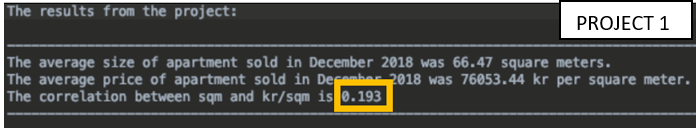 The results from the project:
PROJECT 1
The average size of apartment sold in December 2018 was 66.47 square meters.
The average price of apartment sold in December 2018 was 76053.44 kr per square meter.
The correlation between sqm and kr/sqm is 0.193